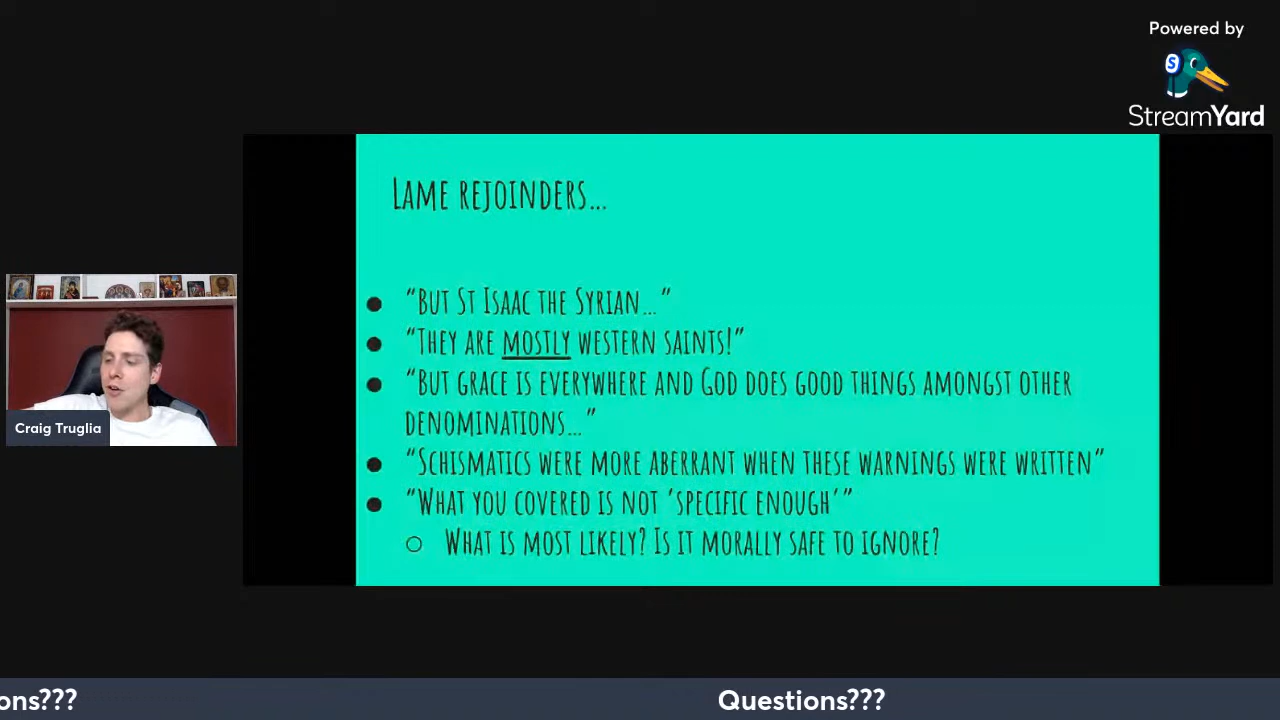 Powered by
StreamYard
Lame rejoinders...
“But St Isaac the Syrian...”
“They are mostly western saints!”
“But grace is everywhere and God does good things amongst other
denominations...”
“Schismatics were more aberrant when these warnings were written”
“What you covered is not ‘specific enough’”
What is most likely? Is it morally safe to ignore?
Craig Truglia
ons??? Questions???